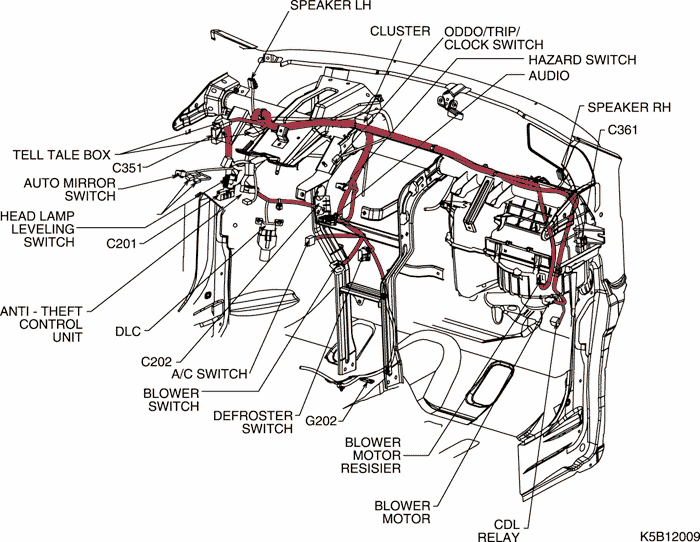 SPEAKER LH
CLUSTER
ODDO/TRIP/
CLOCK SWITCH
HAZARD SWITCH
AUDIO
SPEAKER RH
C361
TELL TALE BOX
C351
AUTO MIRROR
SWITCH
HEAD LAMP
LEVELING
SWITCH
C201
ANTI - THEFT
CONTROL
UNIT
DLC
C202
A/C SWITCH
BLOWER
SWITCH
DEFROSTER
SWITCH
G202
BLOWER
MOTOR
RESISIER
BLOWER
MOTOR
CDL
RELAY
K5B12009